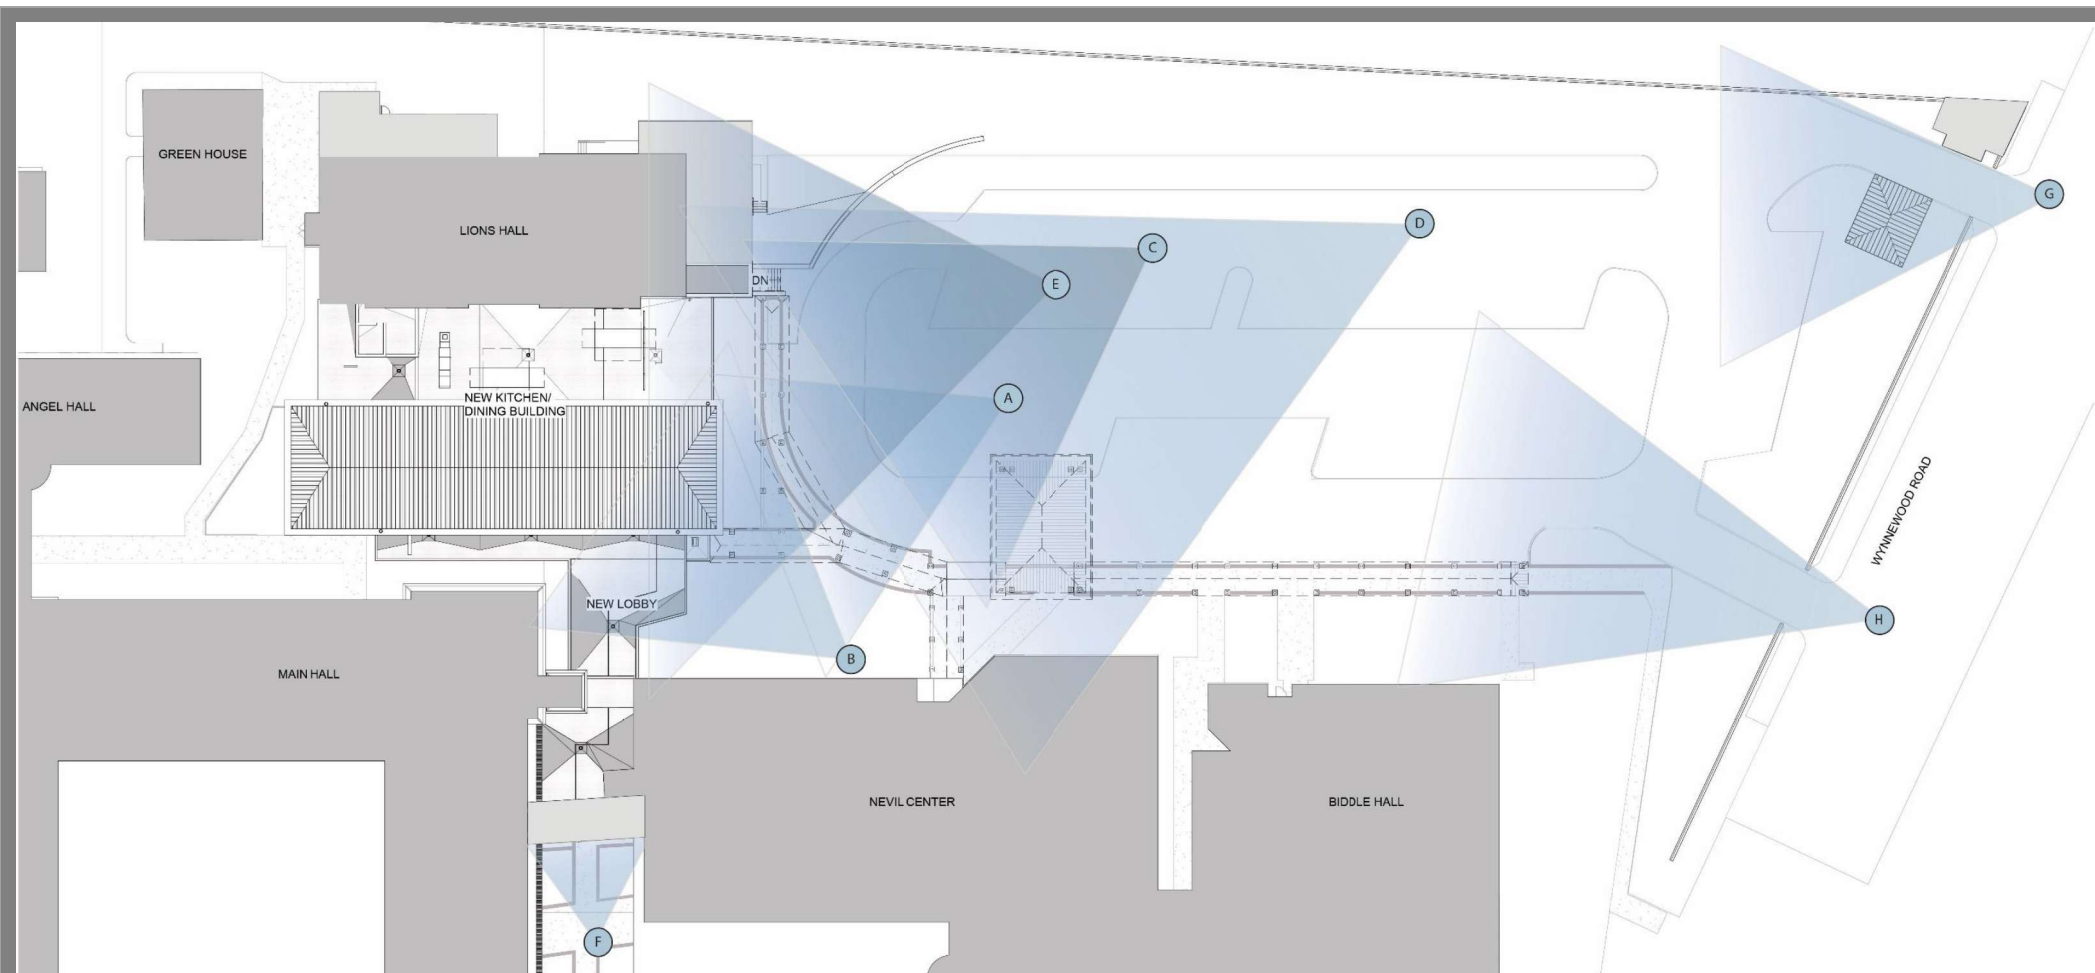 GREEN HOUSE
G
LIONS HALL
D
C
DN
E
A
NEW KITCHEN/
DINING BUILDING
ANGEL HALL
WYNNEWOOD ROAD
NEW LOBBY
H
B
MAIN HALL
NEVIL CENTER
BIDDLE HALL
F